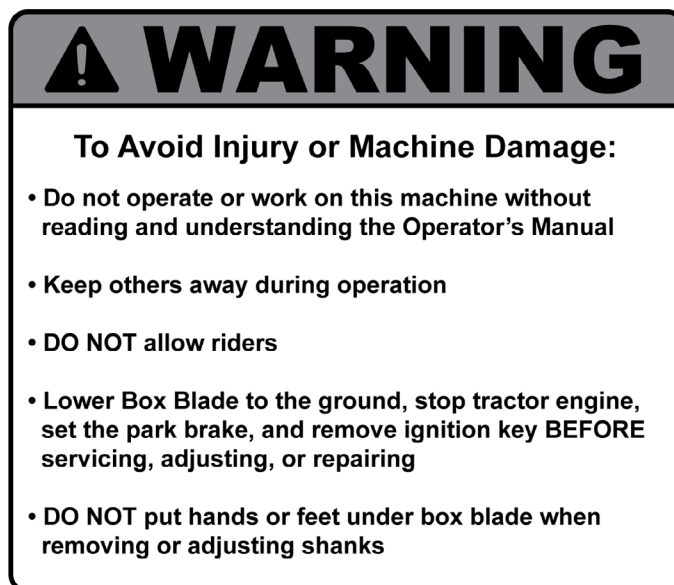 WARNING
To Avoid Injury or Machine Damage:
• Do not operate or work on this machine without
reading and understanding the Operator's Manual
• Keep others away during operation
• DO NOT allow riders
• Lower Box Blade to the ground, stop tractor engine,
set the park brake, and remove ignition key BEFORE
servicing, adjusting, or repairing
• DO NOT put hands or feet under box blade when
removing or adjusting shanks